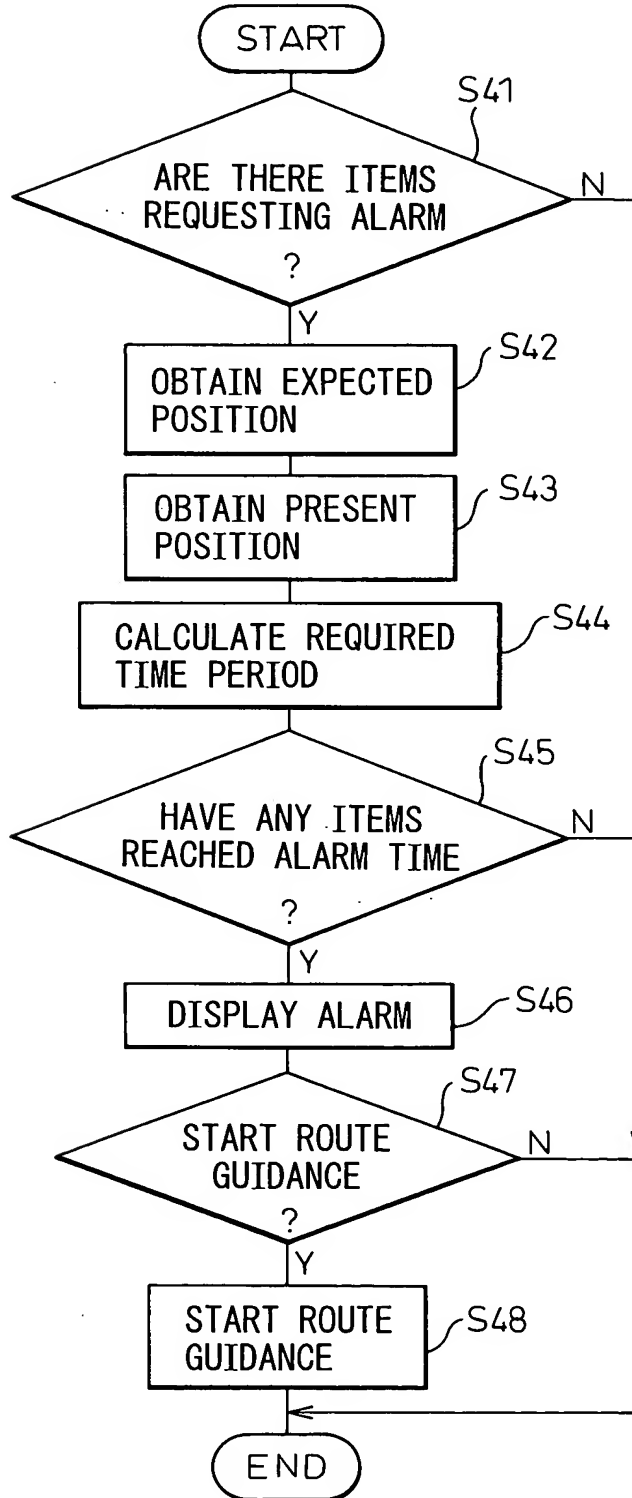 START
S41
ARE THERE ITEMS
REQUESTING ALARM
?
N
Y
S42
OBTAIN EXPECTED
POSITION
S43
OBTAIN PRESENT
POSITION
S44
CALCULATE REQUIRED
TIME PERIOD
S45
HAVE ANY ITEMS
REACHED ALARM TIME
?
N
Y
S46
DISPLAY ALARM
S47
START ROUTE
GUIDANCE
?
N
Y
S48
START ROUTE
GUIDANCE
END